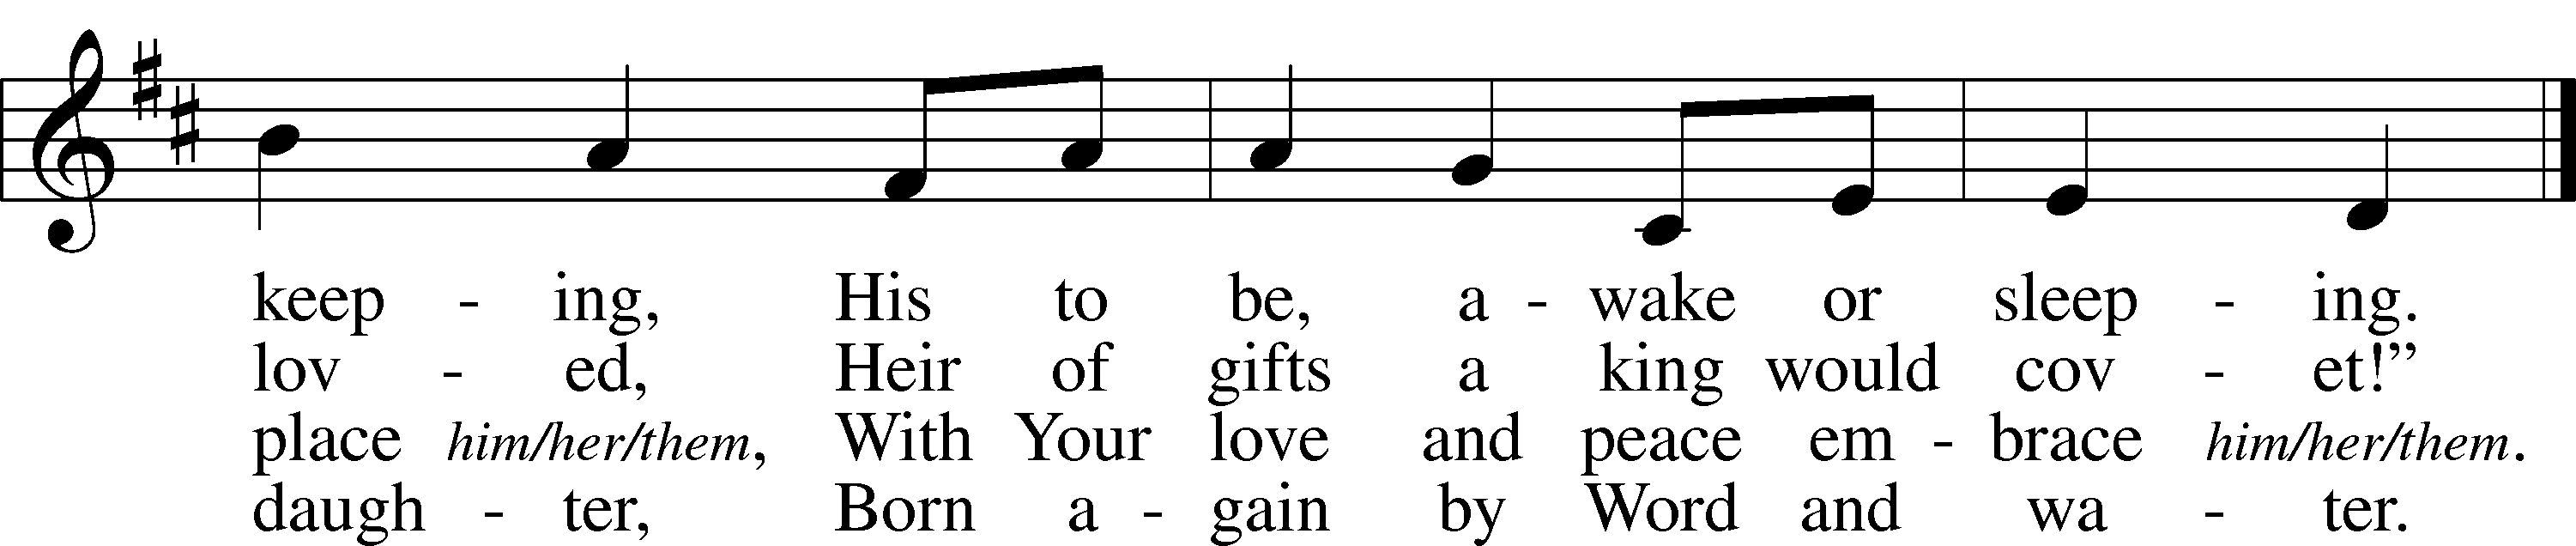 keep - ing, His to be, a - wake or sleep - ing.
lov - ed, Heir of gifts a king would cov - et!”
place him/her/them, With Your love and peace em - brace him/her/them.
daugh - ter, Born a - gain by Word and wa - ter.